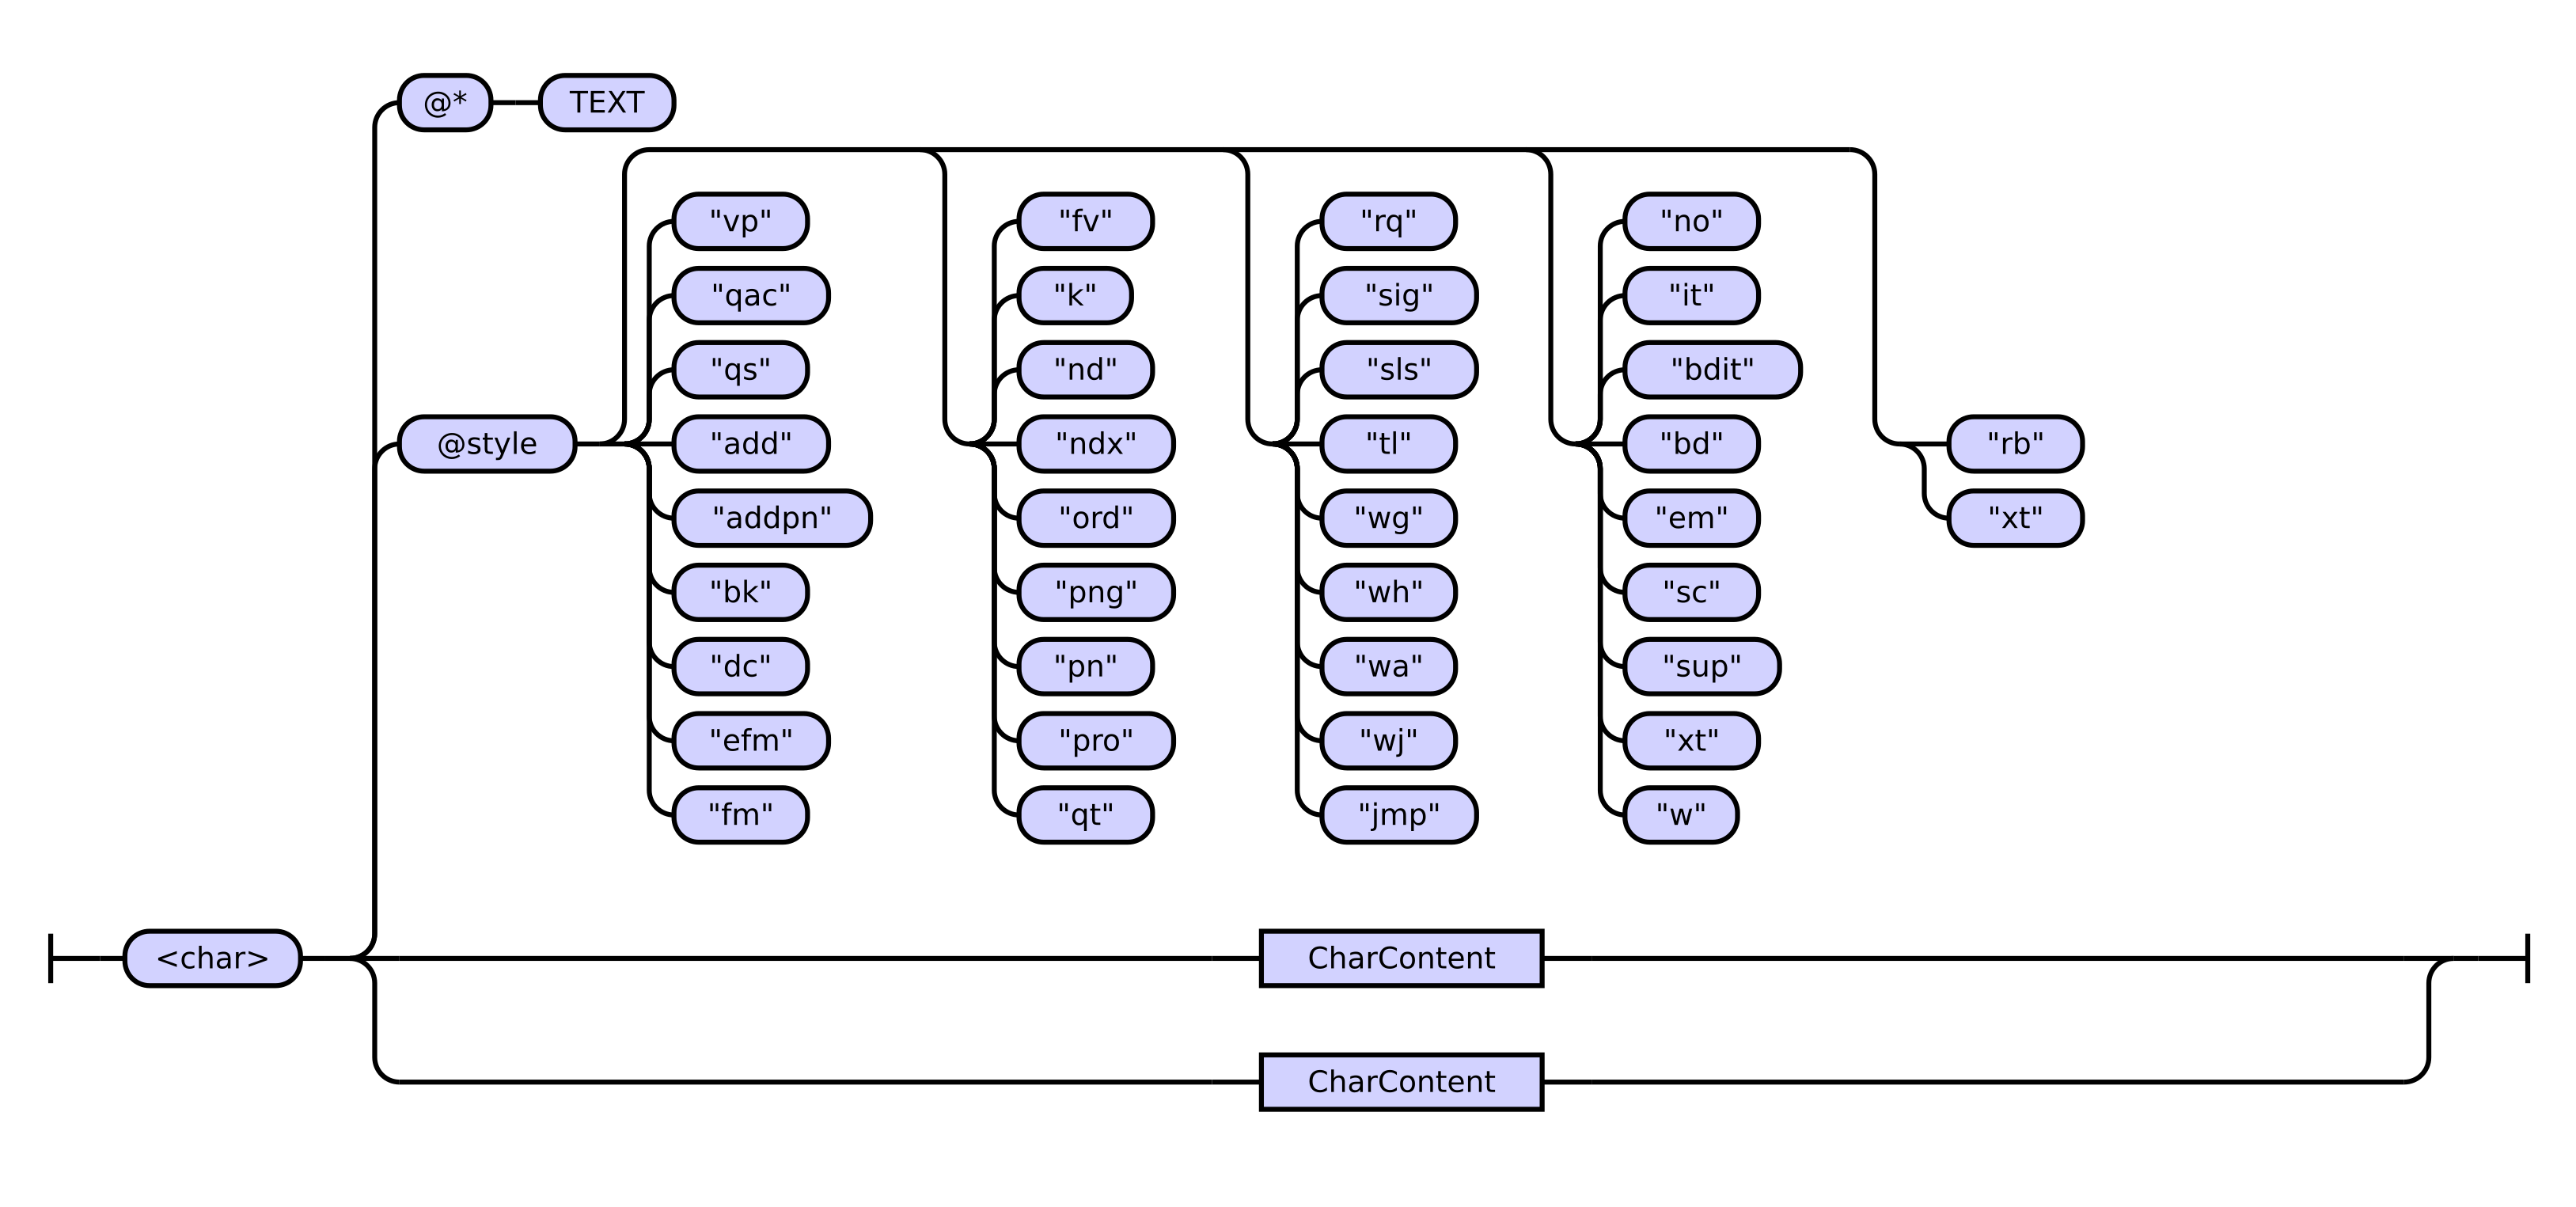 @* TEXT
"vp" "fv" "rq" "no"
"qac" "k" "sig" "it"
"qs" "nd" "sls" "bdit"
@style "add" "ndx" "tl" "bd" "rb"
"addpn" "ord" "wg" "em" "xt"
"bk" "png" "wh" "sc"
"dc" "pn" "wa" "sup"
"efm" "pro" "wj" "xt"
"fm" "qt" "jmp" "w"
<char> CharContent
CharContent